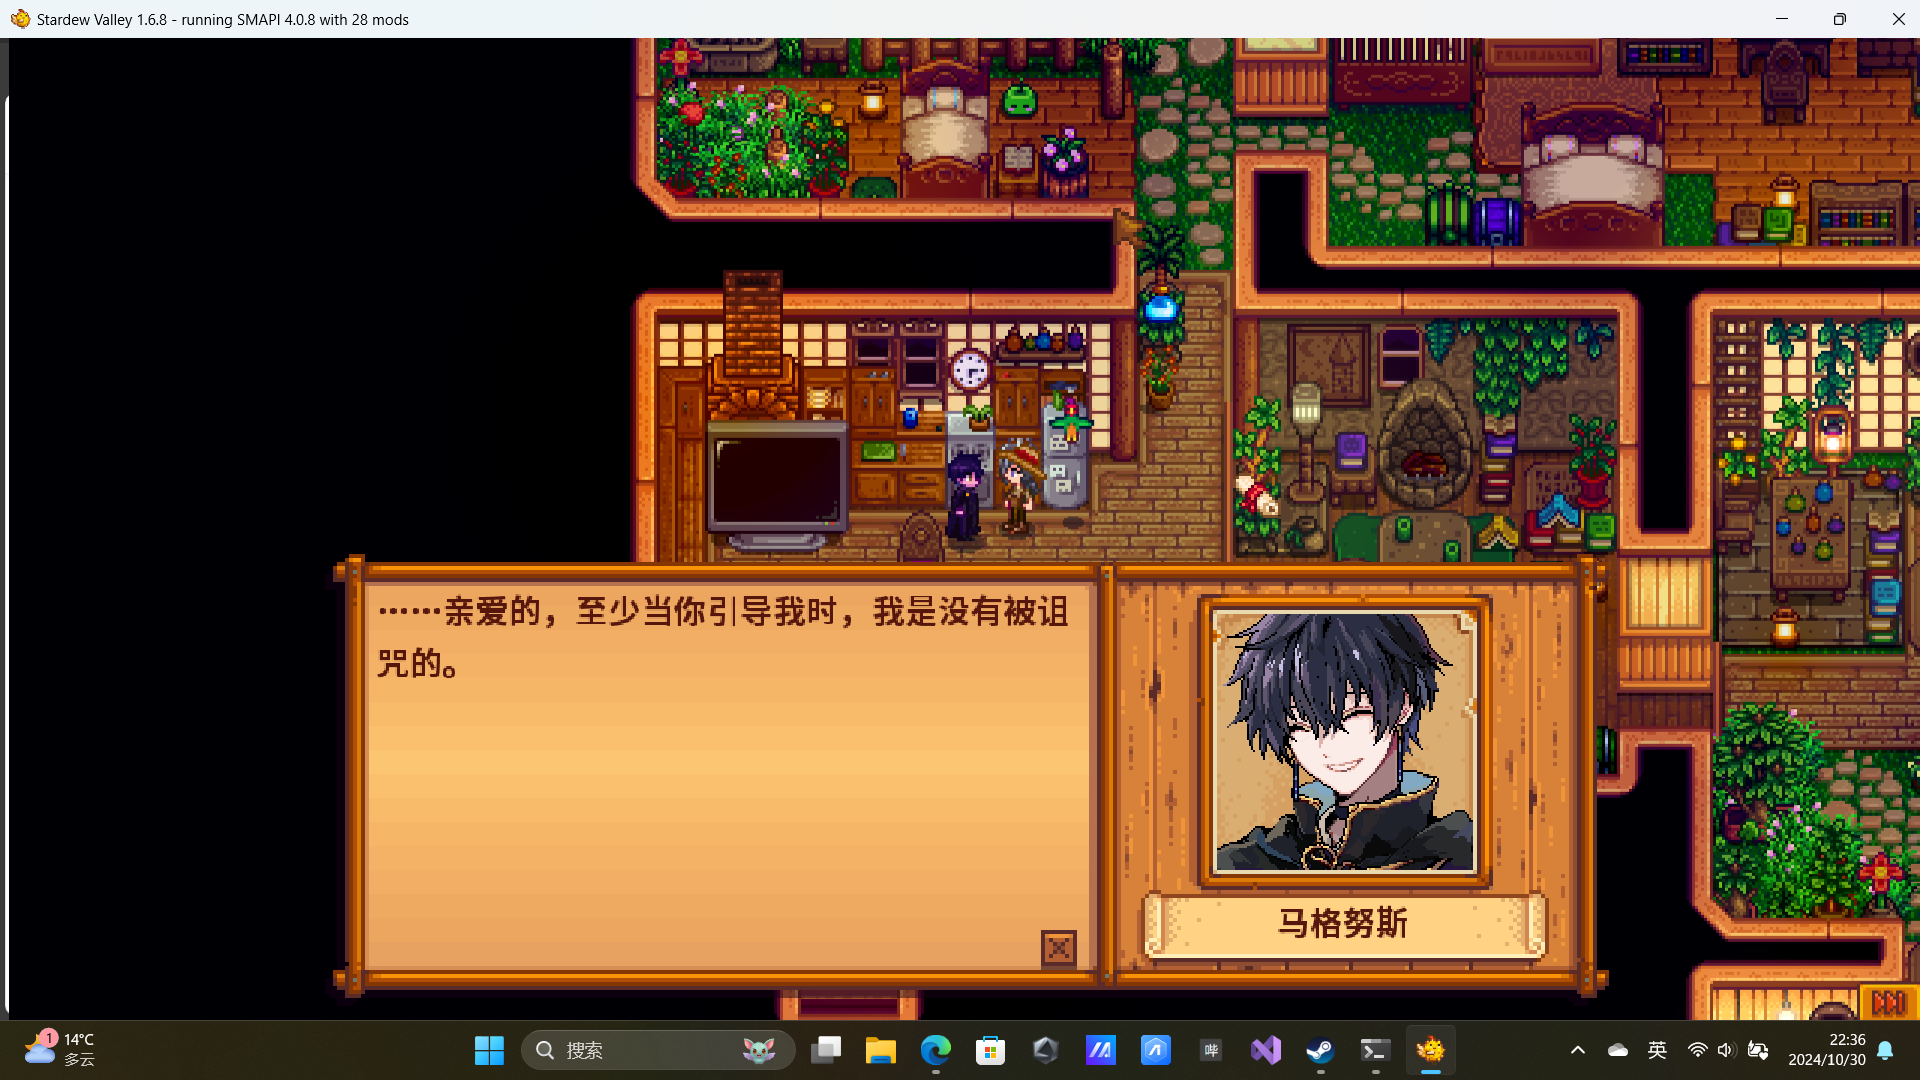 Stardew Valley 1.6.8 - running SMAPI 4.0.8 with 28 mods
······亲爱的，至少当你引导我时，我是没有被诅
咒的。
马格努斯
1
14°C
多云
搜索
哔
英
22:36
2024/10/30